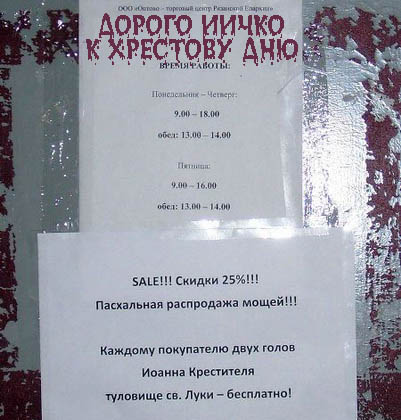 ООО «Октоих – торговый центр Рязанской Епархии»
ДОРОГО ИИЧКО
К ХРЕСТОВУ ДНЮ
ВРЕМЯ РАБОТЫ:
Понедельник – Четверг:
9.00 – 18.00
обед: 13.00 – 14.00
Пятница:
9.00 – 16.00
обед: 13.00 – 14.00
SALE!!! Скидки 25%!!!
Пасхальная распродажа мощей!!!
Каждому покупателю двух голов
Иоанна Крестителя
туловище св. Луки – бесплатно!